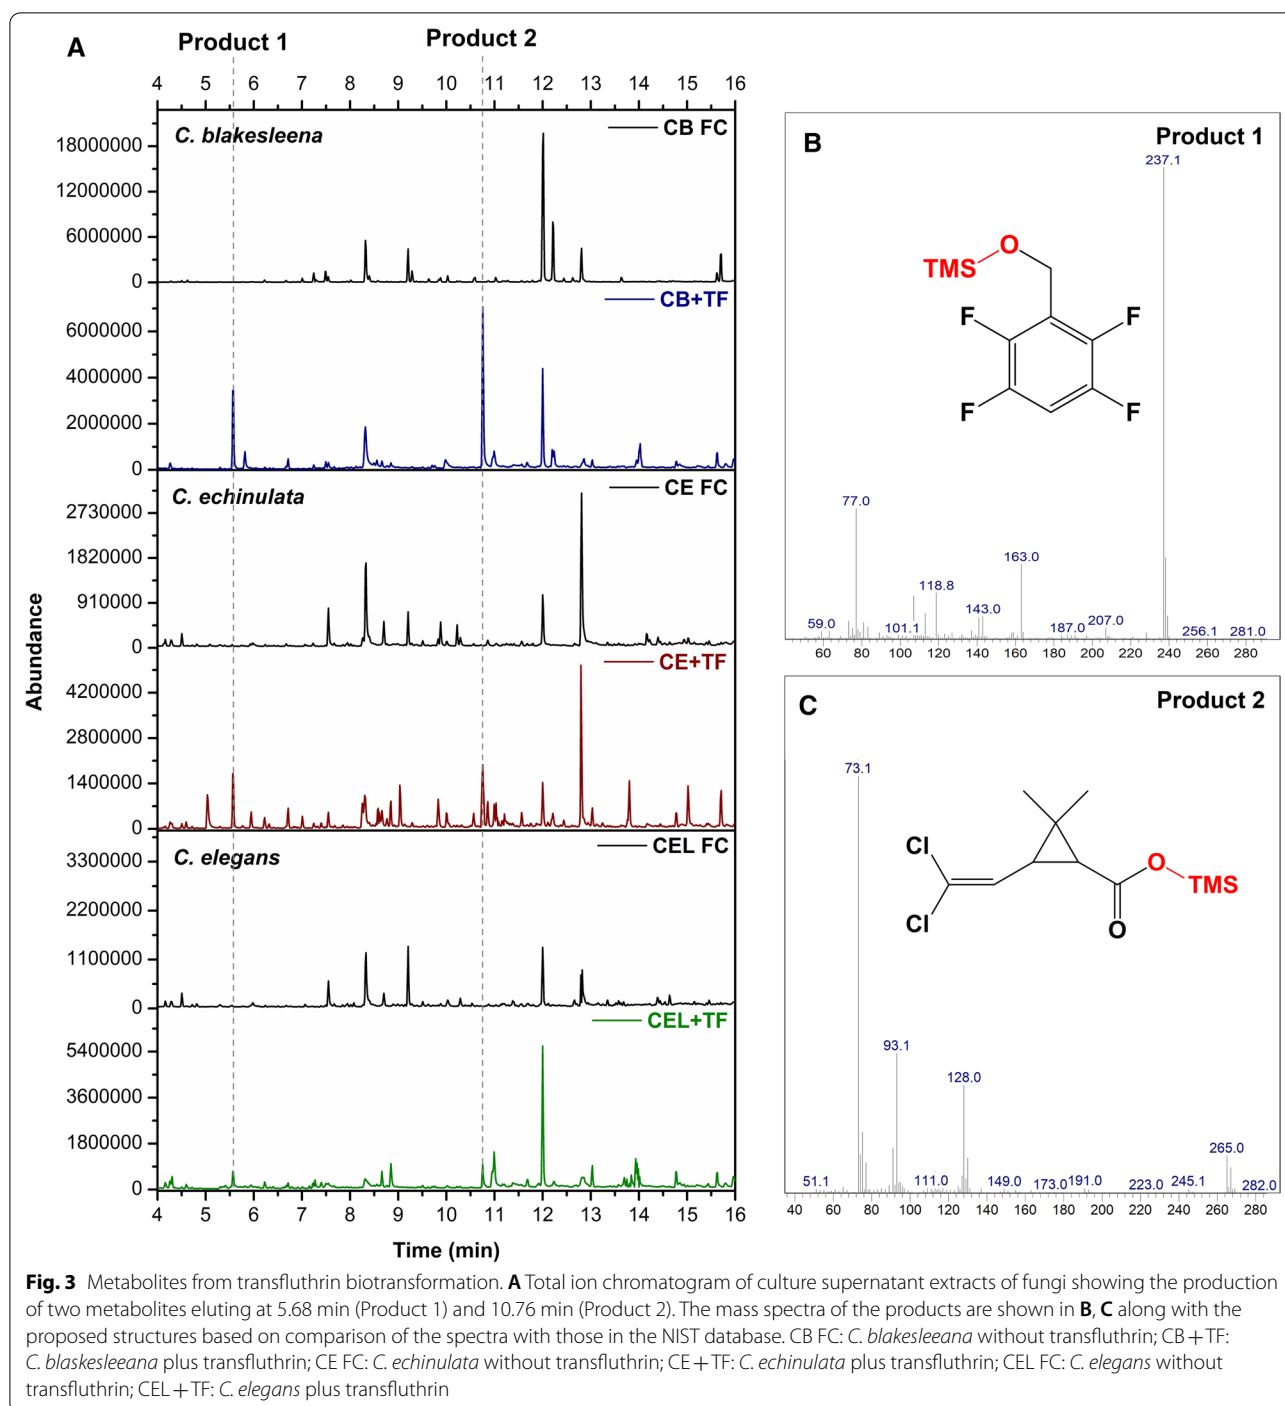 A
Product 1
Product 2
4 5 6 7 8 9 10 11 12 13 14 15 16
C. blakesleena
CB FC
18000000
12000000
6000000
0
CB+TF
6000000
4000000
2000000
0
C. echinulata
CE FC
2730000
1820000
910000
0
CE+TF
4200000
2800000
1400000
0
C. elegans
CEL FC
3300000
2200000
1100000
0
CEL+TF
5400000
3600000
1800000
0
4 5 6 7 8 9 10 11 12 13 14 15 16
Time (min)
Abundance
B
Product 1
237.1
O
TMS
F F
F F
77.0
163.0
118.8
143.0
59.0
101.1
187.0
207.0
256.1
281.0
60 80 100 120 140 160 180 200 220 240 260 280
C
Product 2
73.1
Cl
Cl
O
TMS
O
93.1
128.0
265.0
51.1
111.0
149.0
173.0
191.0
223.0
245.1
282.0
40 60 80 100 120 140 160 180 200 220 240 260 280
Fig. 3 Metabolites from transfluthrin biotransformation. A Total ion chromatogram of culture supernatant extracts of fungi showing the production
of two metabolites eluting at 5.68 min (Product 1) and 10.76 min (Product 2). The mass spectra of the products are shown in B, C along with the
proposed structures based on comparison of the spectra with those in the NIST database. CB FC: C. blakesleeana without transfluthrin; CB+TF:
C. blaskesleeana plus transfluthrin; CE FC: C. echinulata without transfluthrin; CE+TF: C. echinulata plus transfluthrin; CEL FC: C. elegans without
transfluthrin; CEL+TF: C. elegans plus transfluthrin